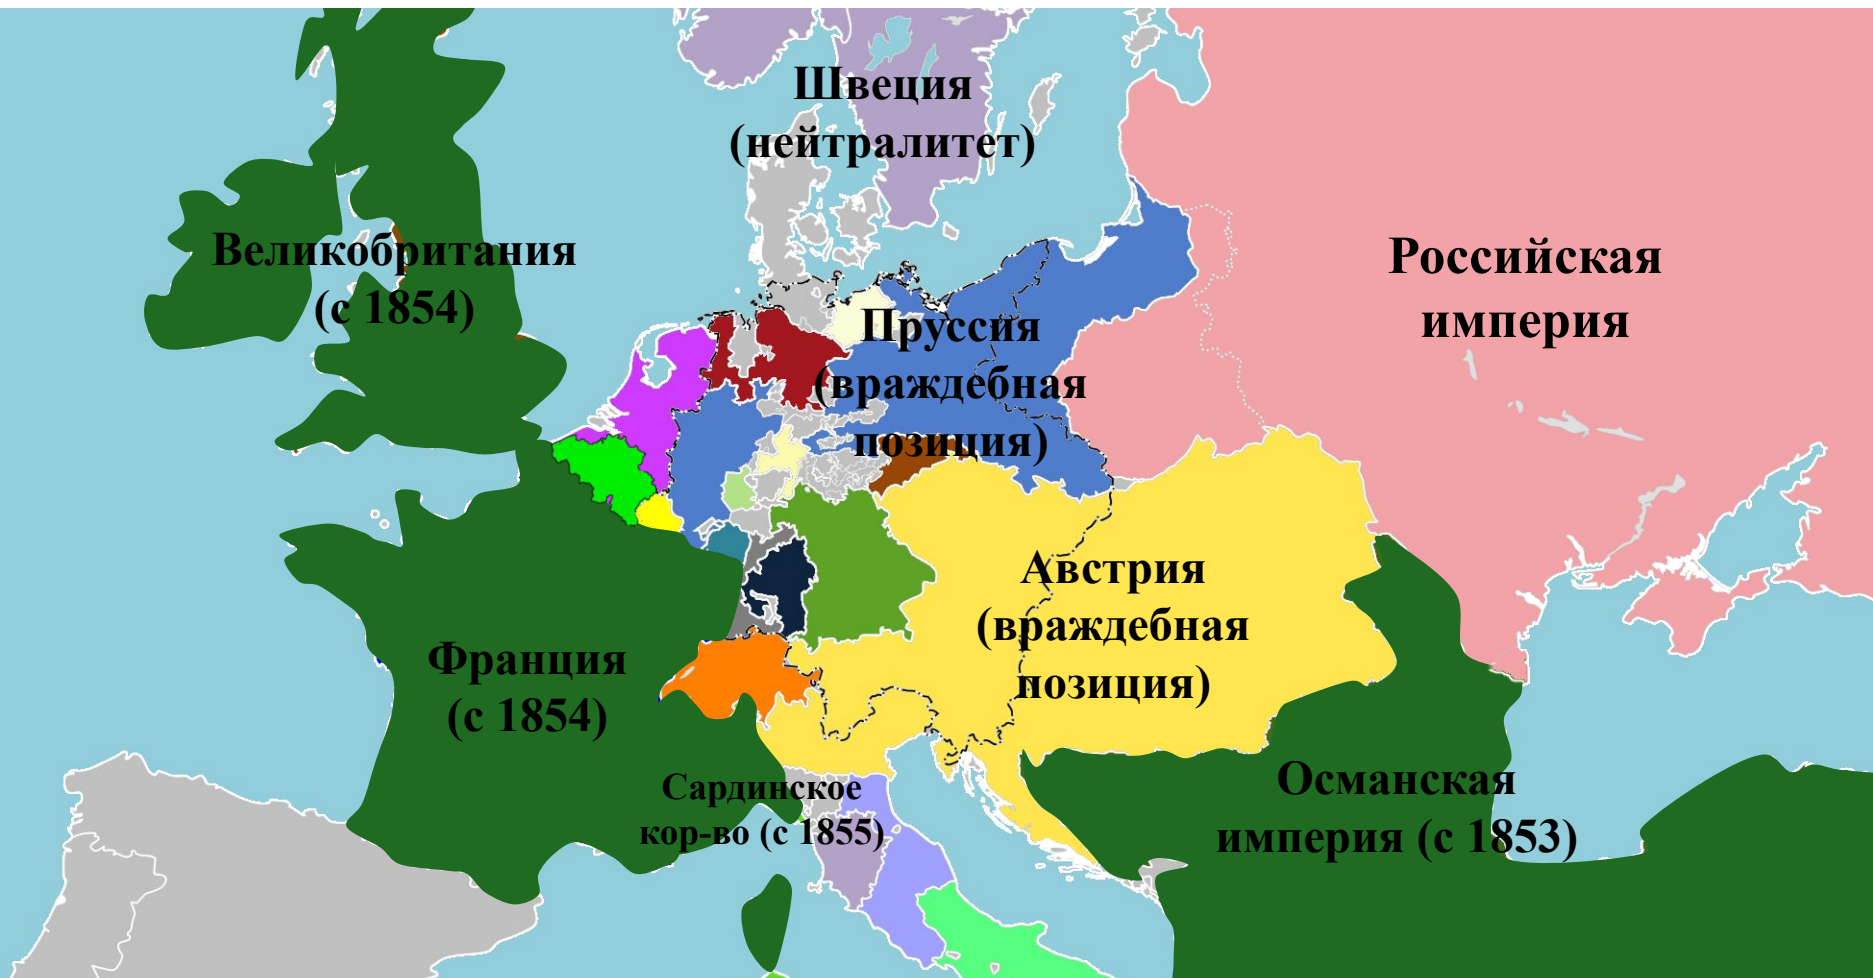 Швеция
(нейтралитет)
Великобритания
(с 1854)
Российская
империя
Пруссия
(враждебная
позиция)
Австрия
(враждебная
позиция)
Франция
(с 1854)
Сардинское
кор-во (с 1855)
Османская
империя (с 1853)